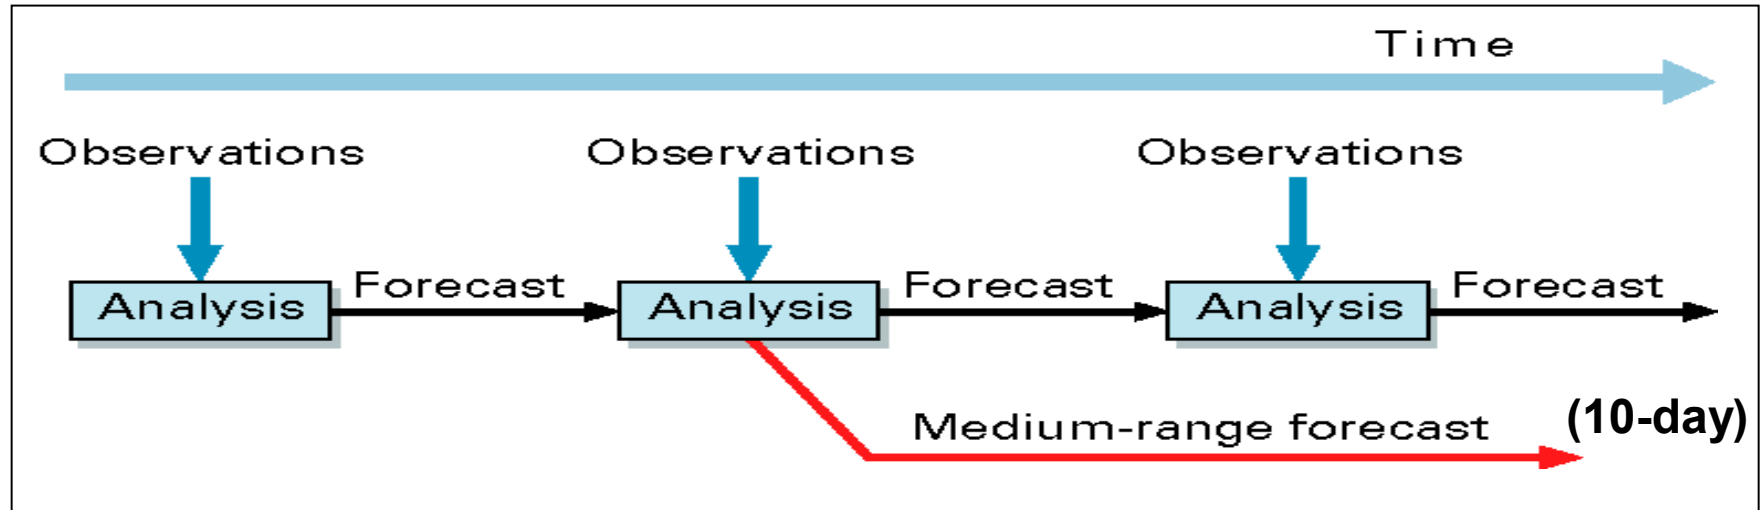 Time
Observations Observations Observations
Forecast Forecast Forecast
Analysis Analysis Analysis
(10-day)
Medium-range forecast